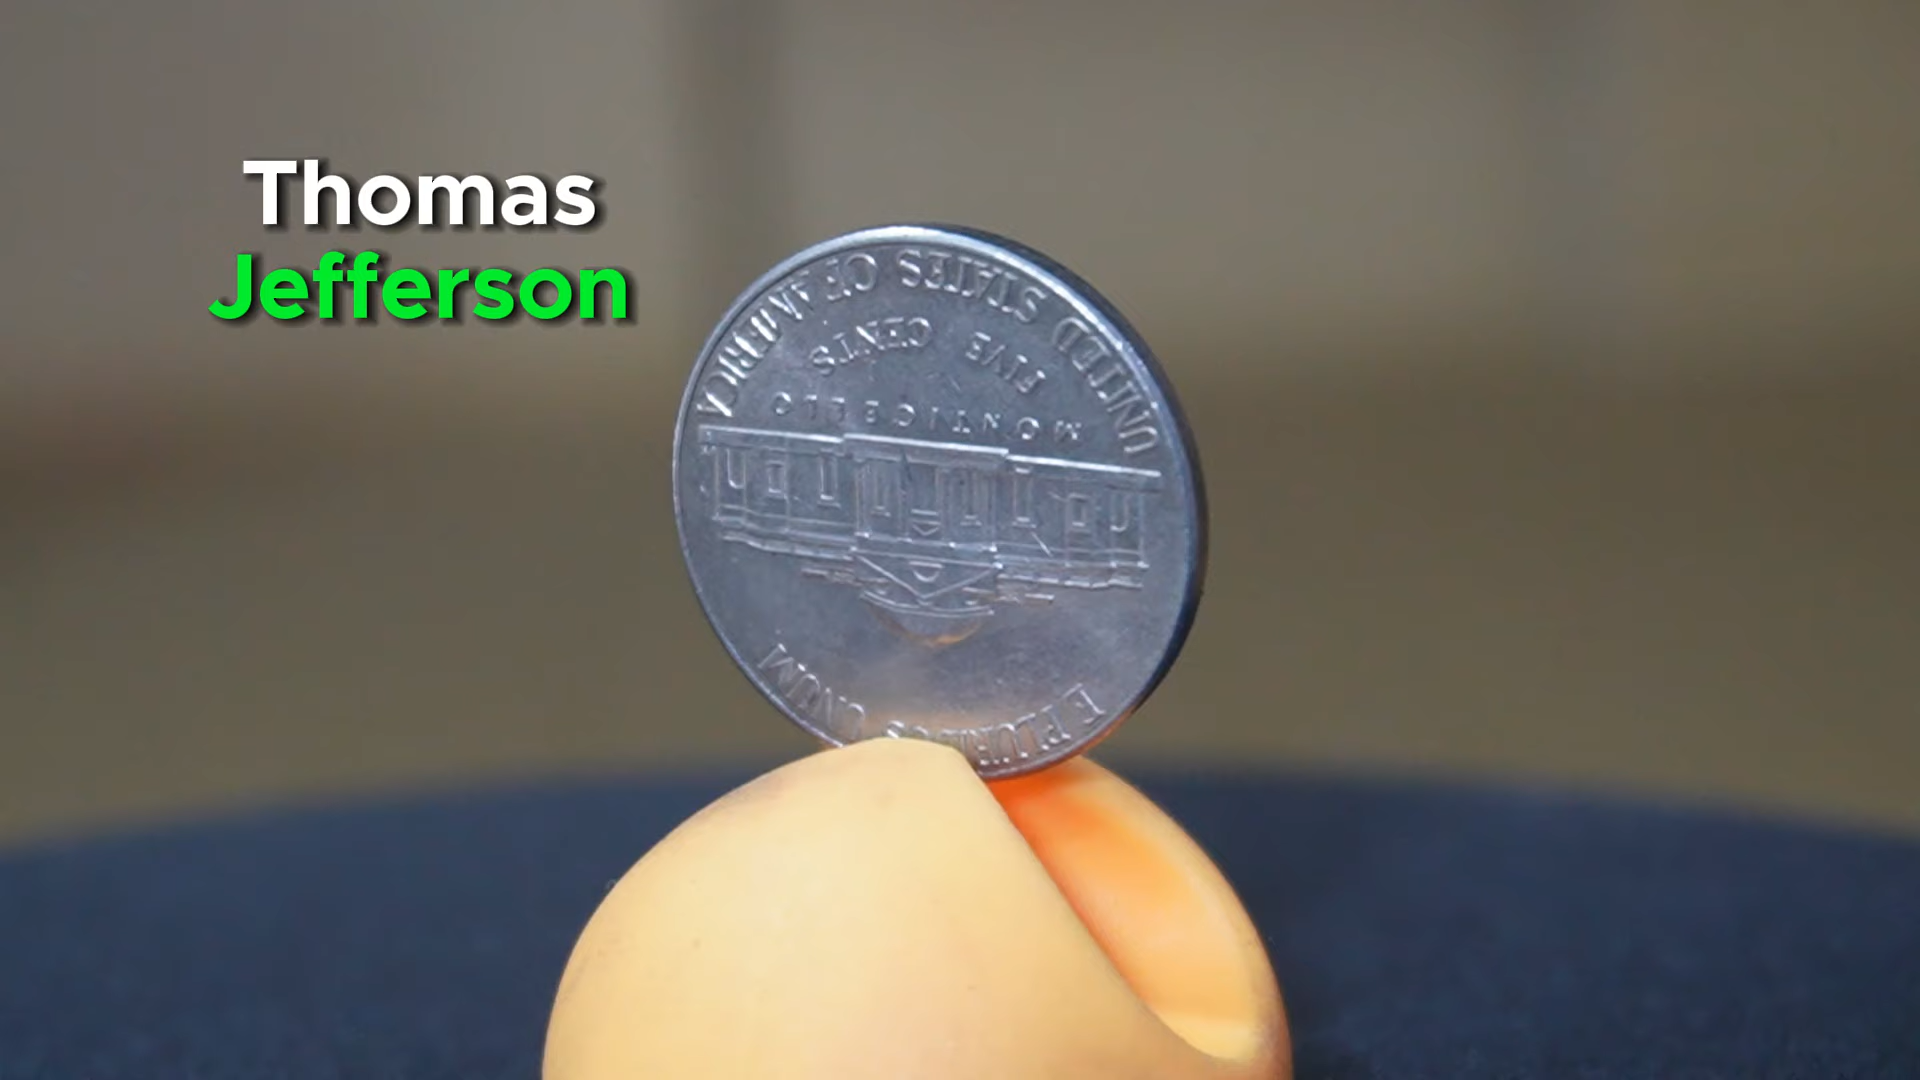 Thomas
Jefferson
E PLURIBUS UNUM
MONTICELLO
FIVE CENTS
UNITED STATES OF AMERICA